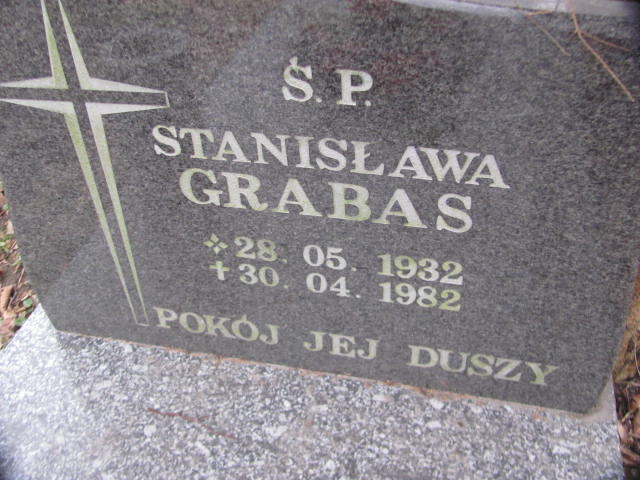 Ś.P.
STANISŁAWA
GRABAS
28. 05. 1932
30. 04. 1982
POKÓJ JEJ DUSZY